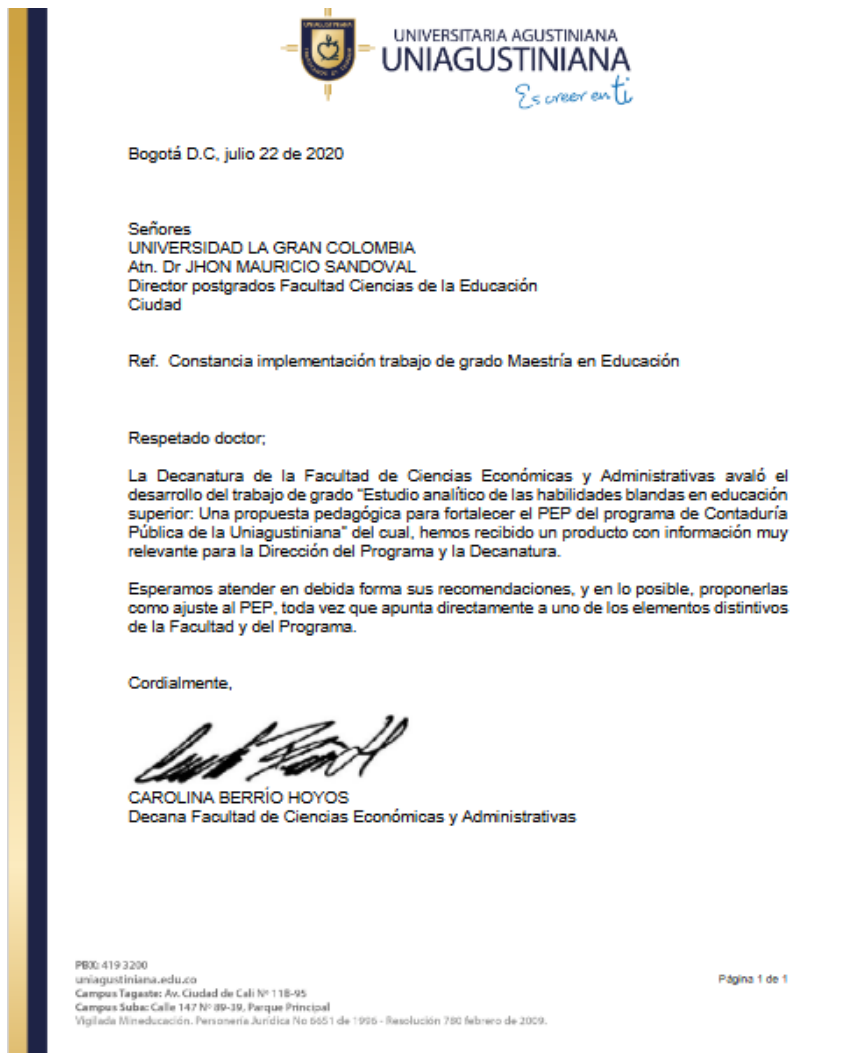 UNIVERSITARIA AGUSTINIANA
UNIAGUSTINIANA
Es creer en ti
Bogotá D.C, julio 22 de 2020
Señores
UNIVERSIDAD LA GRAN COLOMBIA
Atn. Dr JHON MAURICIO SANDOVAL
Director postgrados Facultad Ciencias de la Educación
Ciudad
Ref. Constancia implementación trabajo de grado Maestría en Educación
Respetado doctor;
La Decanatura de la Facultad de Ciencias Económicas y Administrativas avaló el
desarrollo del trabajo de grado "Estudio analítico de las habilidades blandas en educación
superior: Una propuesta pedagógica para fortalecer el PEP del programa de Contaduría
Pública de la Uniagustiniana" del cual, hemos recibido un producto con información muy
relevante para la Dirección del Programa y la Decanatura.
Esperamos atender en debida forma sus recomendaciones, y en lo posible, proponerlas
como ajuste al PEP, toda vez que apunta directamente a uno de los elementos distintivos
de la Facultad y del Programa.
Cordialmente,
CAROLINA BERRÍO HOYOS
Decana Facultad de Ciencias Económicas y Administrativas
PBX: 419 3200
uniagustiniana.edu.co
Página 1 de 1
Campus Tagaste: Av. Ciudad de Cali Nº 11B-95
Campus Suba: Calle 147 Nº 89-39, Parque Principal
Vigilada Mineducación. Personería Jurídica No 6651 de 1996 - Resolución 780 febrero de 2009.